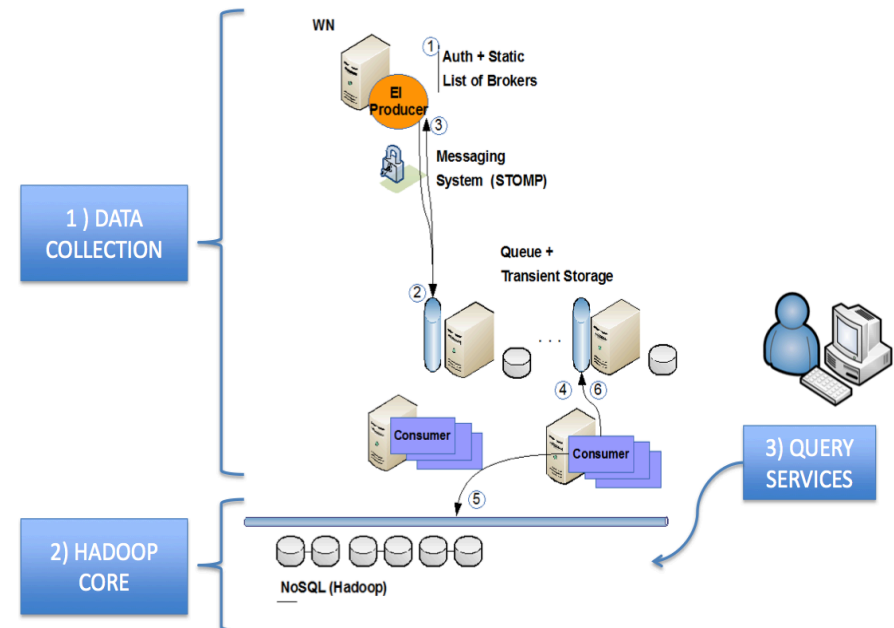 WN
1
Auth + Static
List of Brokers
EI
Producer
3
Messaging
System (STOMP)
1 ) DATA
COLLECTION
Queue +
Transient Storage
2
. . .
4
6
Consumer
Consumer
3) QUERY
SERVICES
5
2) HADOOP
CORE
NoSQL (Hadoop)